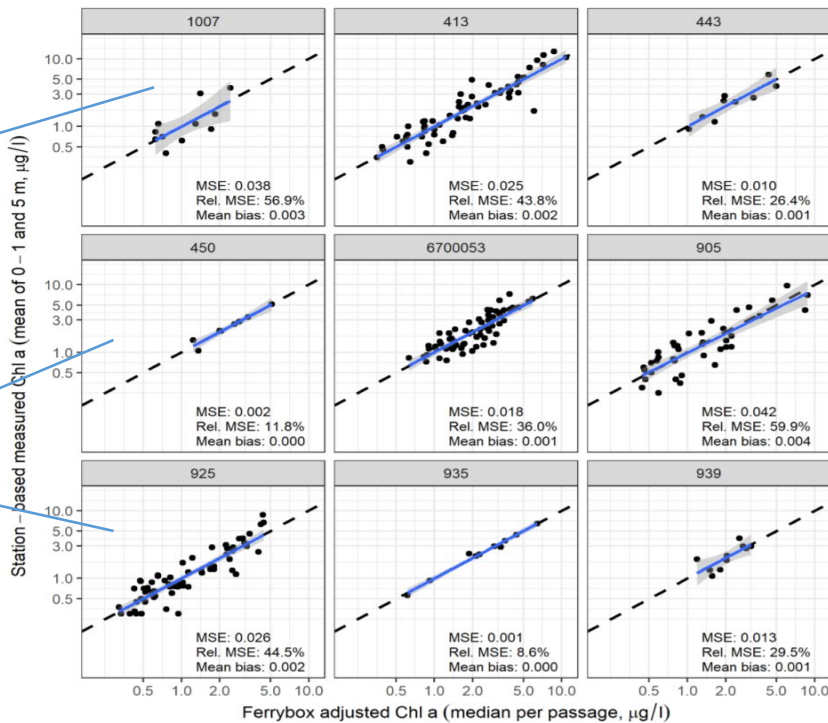 1007
413
443
MSE: 0.038
Rel. MSE: 56.9%
Mean bias: 0.003
MSE: 0.025
Rel. MSE: 43.8%
Mean bias: 0.002
MSE: 0.010
Rel. MSE: 26.4%
Mean bias: 0.001
10.0
5.0
3.0
1.0
0.5
450
6700053
905
MSE: 0.002
Rel. MSE: 11.8%
Mean bias: 0.000
MSE: 0.018
Rel. MSE: 36.0%
Mean bias: 0.001
MSE: 0.042
Rel. MSE: 59.9%
Mean bias: 0.004
10.0
5.0
3.0
1.0
0.5
925
935
939
MSE: 0.026
Rel. MSE: 44.5%
Mean bias: 0.002
MSE: 0.001
Rel. MSE: 8.6%
Mean bias: 0.000
MSE: 0.013
Rel. MSE: 29.5%
Mean bias: 0.001
10.0
5.0
3.0
1.0
0.5
0.5 1.0 5.0 10.0
0.5 1.0 5.0 10.0
0.5 1.0 5.0 10.0
Station – based measured Chl a (mean of 0 – 1 and 5 m, μg/l)
Ferrybox adjusted Chl a (median per passage, μg/l)